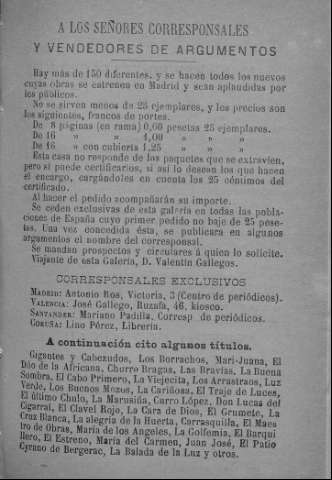 A LOS SEÑORES CORRESPONSALES
Y VENDEDORES DE ARGUMENTOS
Hay más de 150 diferentes, y se hacen todos los nuevos
cuyas obras se estrenen en Madrid y sean aplaudidas por
los públicos.
No se sirven menos de 25 ejemplares, y los precios son
los siguientes, francos de portes.
De 8 páginas (en rama) 0,60 pesetas 25 ejemplares.
De 16 » 1,00 » » »
De 16 » con cubierta 1,25 » » »
Esta casa no responde de los paquetes que se extravíen,
pero sí puede certificarlos, si así lo desean los que hacen
el encargo, cargándoles en cuenta los 25 céntimos del
certificado.
Al hacer el pedido acompañarán su importe.
Se ceden exclusivas de esta galería en todas las pobla-
ciones de España cuyo primer pedido no baje de 25 pese-
tas. Una vez concedida ésta, se publicara en algunos
argumentos el nombre del corresponsal.
Se mandan prospectos y circulares á quien lo solicite.
Viajante de esta Galería, D. Valentín Gallegos.
CORRESPONSALES EXCLUSIVOS
MADRID: Antonio Ros, Victoria, 3 (Centro de periódicos).
VALENCIA: José Gallego, Ruzafa, 46, kiosco.
SANTANDER: Mariano Padilla, Corresp de periódicos.
CORUÑA: Lino Pérez, Librería.
A continuación cito algunos títulos.
Gigantes y Cabezudos, Los Borrachos, Mari-Juana, El
Dúo de la Africana, Churro Bragas, Las Bravías, La Buena
Sombra, El Cabo Primero, La Viejecita, Los Arrastraos, Luz
Verde, Los Buenos Mozos, La Cariñosa, El Traje de Luces,
El último Chulo, La Marusiña, Curro López, Don Lucas del
Cigarral, El Clavel Rojo, La Cara de Dios, El Grumete, La
Cruz Blanca, La alegría de la Huerta, Carrasquilla, El Maes
tro de Obras, María de los Angeles, La Golfemia, El Barqui
llero, El Estreno, María del Carmen, Juan José, El Patio
Cyrano de Bergerac, La Balada de la Luz y otros.